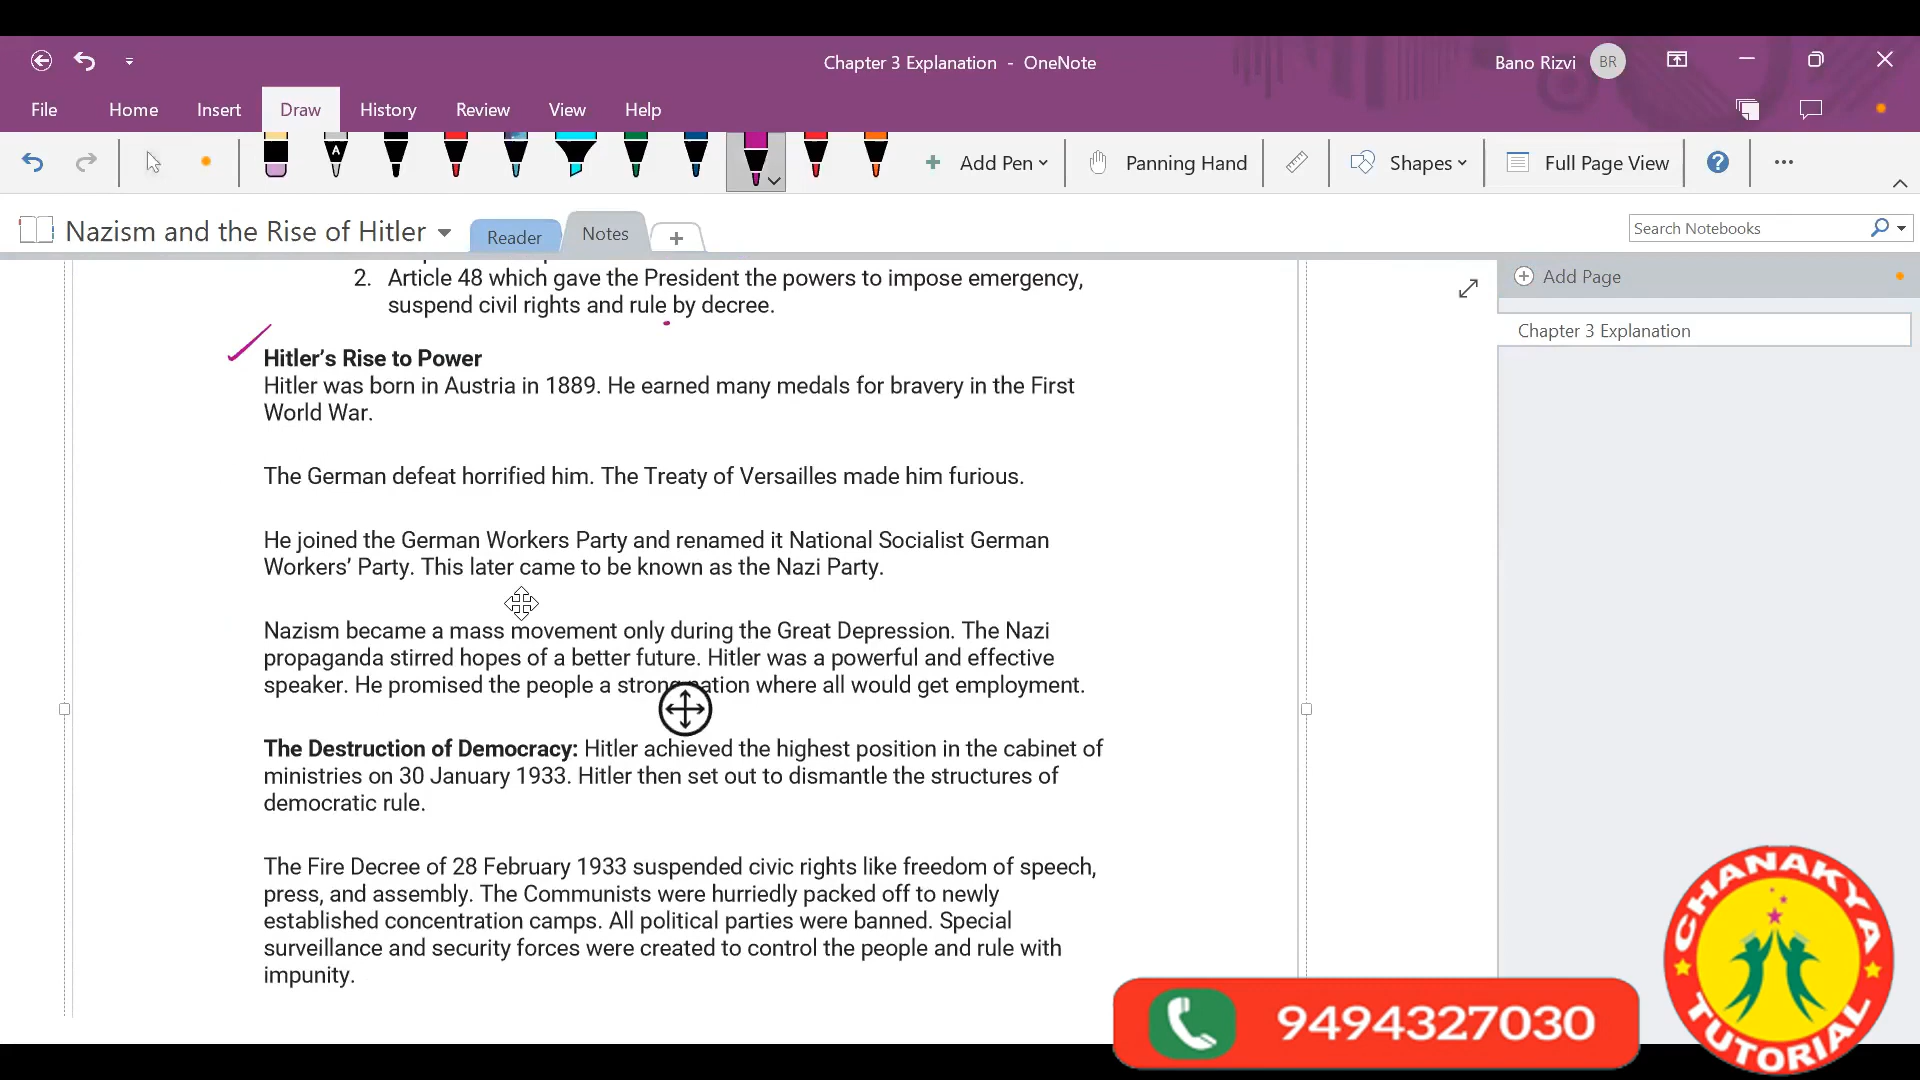 Chapter 3 Explanation - OneNote
Bano Rizvi
BR
File
Home
Insert
Draw
History
Review
View
Help
A
Add Pen
Panning Hand
Shapes
Full Page View
?
Nazism and the Rise of Hitler
Reader
Notes
Search Notebooks
2. Article 48 which gave the President the powers to impose emergency,
suspend civil rights and rule by decree.
Add Page
Chapter 3 Explanation
Hitler's Rise to Power
Hitler was born in Austria in 1889. He earned many medals for bravery in the First
World War.
The German defeat horrified him. The Treaty of Versailles made him furious.
He joined the German Workers Party and renamed it National Socialist German
Workers' Party. This later came to be known as the Nazi Party.
Nazism became a mass movement only during the Great Depression. The Nazi
propaganda stirred hopes of a better future. Hitler was a powerful and effective
speaker. He promised the people a strong nation where all would get employment.
The Destruction of Democracy: Hitler achieved the highest position in the cabinet of
ministries on 30 January 1933. Hitler then set out to dismantle the structures of
democratic rule.
The Fire Decree of 28 February 1933 suspended civic rights like freedom of speech,
press, and assembly. The Communists were hurriedly packed off to newly
established concentration camps. All political parties were banned. Special
surveillance and security forces were created to control the people and rule with
impunity.
9494327030
CHANAKYA
TUTORIAL